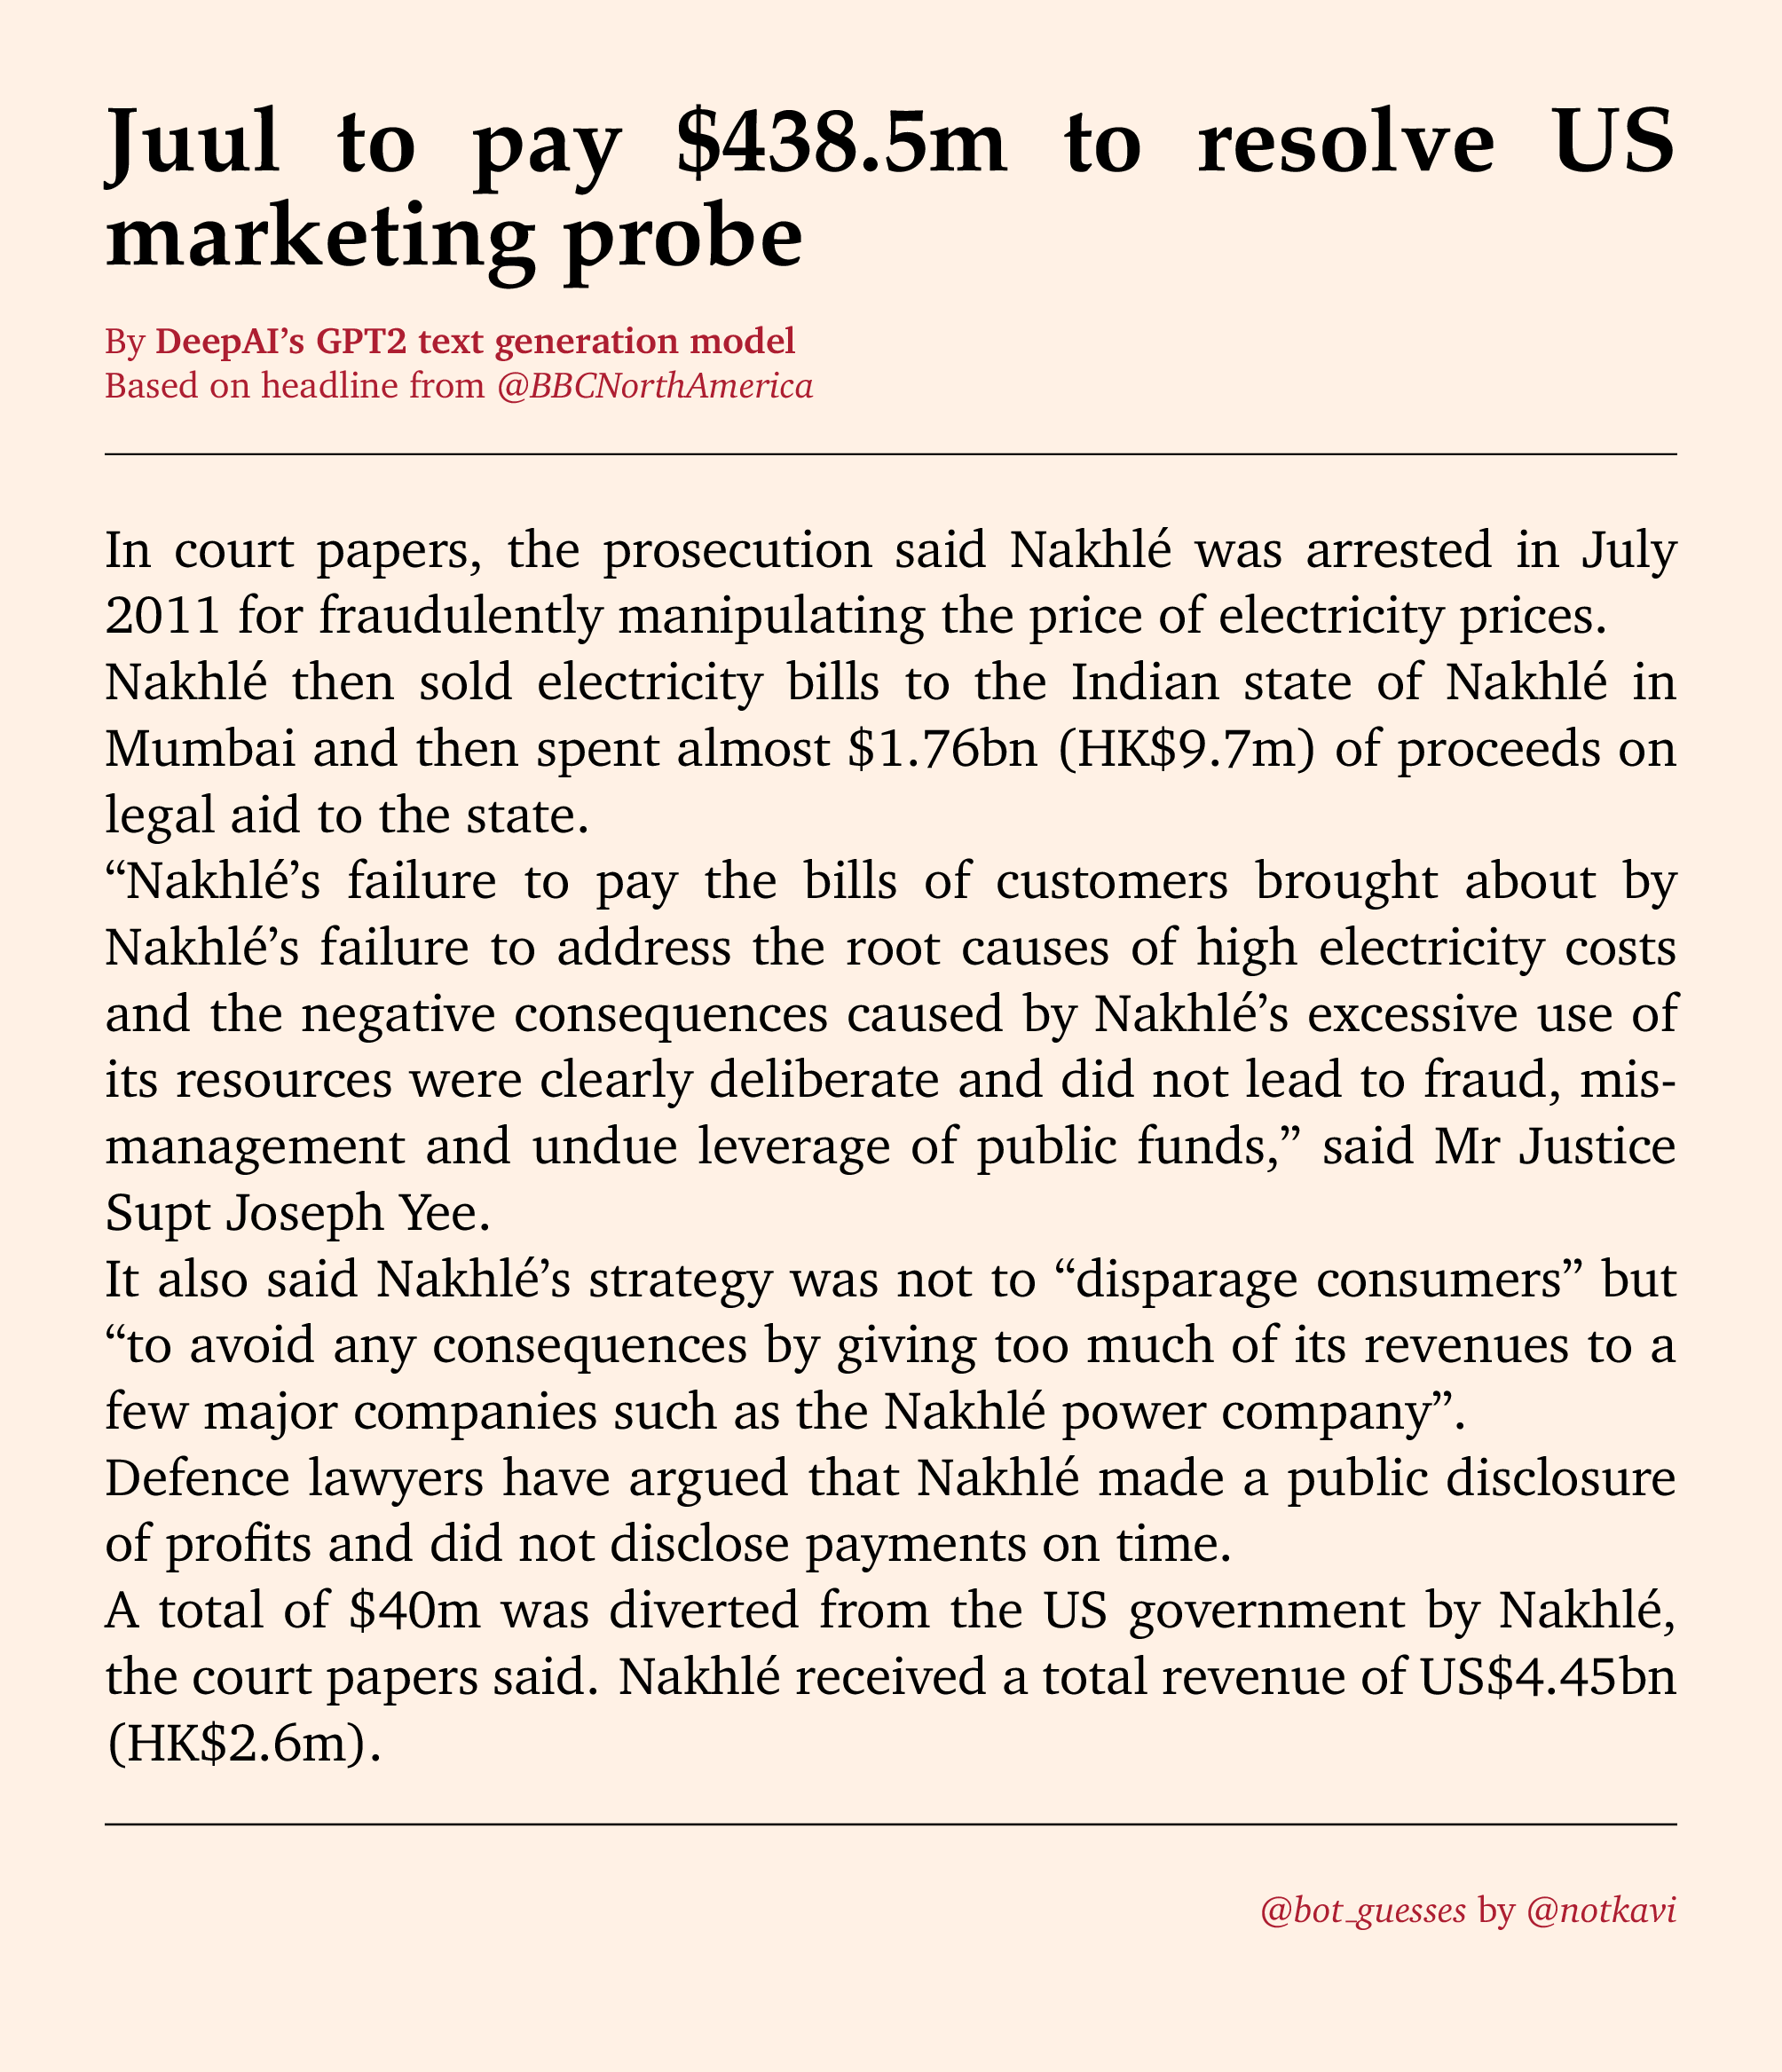 Juul to pay $438.5m to resolve US
marketing probe
By DeepAI’s GPT2 text generation model
Based on headline from @BBCNorthAmerica
In court papers, the prosecution said Nakhlé was arrested in July
2011 for fraudulently manipulating the price of electricity prices.
Nakhlé then sold electricity bills to the Indian state of Nakhlé in
Mumbai and then spent almost $1.76bn (HK$9.7m) of proceeds on
legal aid to the state.
“Nakhlé’s failure to pay the bills of customers brought about by
Nakhlé’s failure to address the root causes of high electricity costs
and the negative consequences caused by Nakhlé’s excessive use of
its resources were clearly deliberate and did not lead to fraud, mis-
management and undue leverage of public funds,” said Mr Justice
Supt Joseph Yee.
It also said Nakhlé’s strategy was not to “disparage consumers” but
“to avoid any consequences by giving too much of its revenues to a
few major companies such as the Nakhlé power company”.
Defence lawyers have argued that Nakhlé made a public disclosure
of profits and did not disclose payments on time.
A total of $40m was diverted from the US government by Nakhlé,
the court papers said. Nakhlé received a total revenue of US$4.45bn
(HK$2.6m).
@bot_guesses by @notkavi